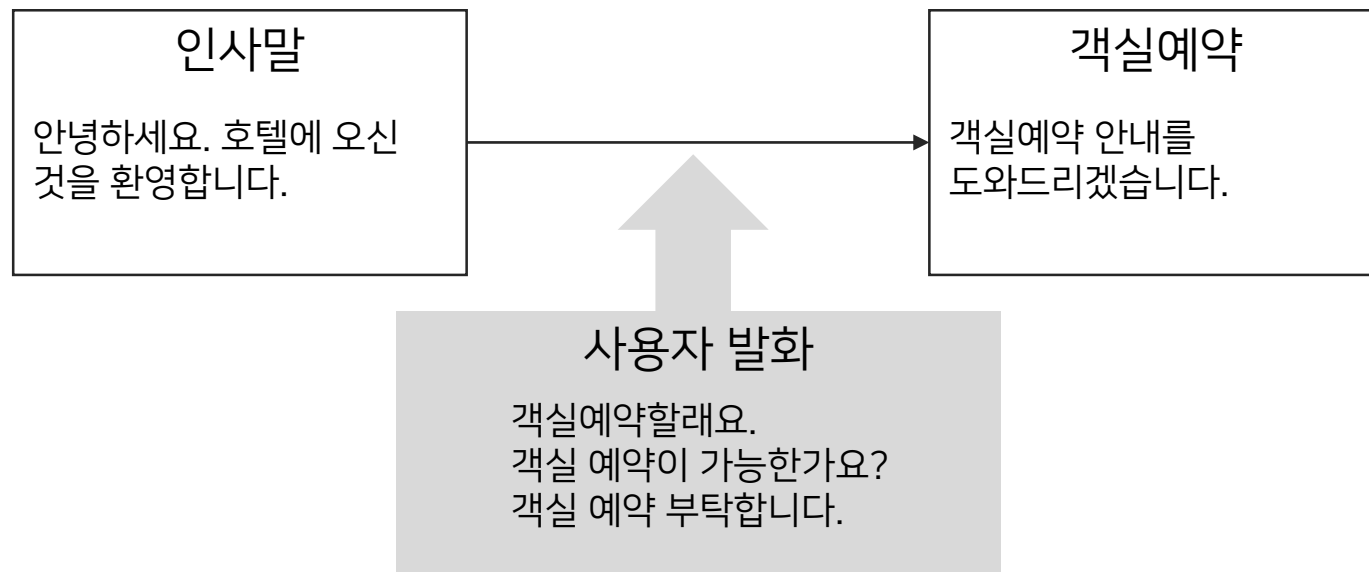 인사말
안녕하세요. 호텔에 오신
것을 환영합니다.
객실예약
객실예약 안내를
도와드리겠습니다.
사용자 발화
객실예약할래요.
객실 예약이 가능한가요?
객실 예약 부탁합니다.